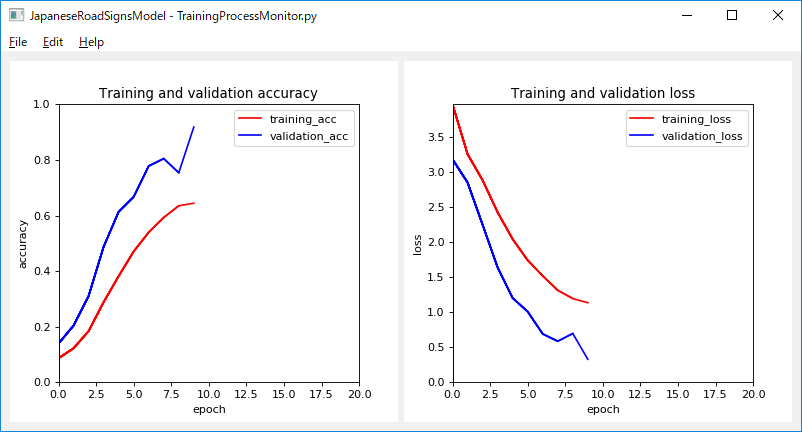 JapaneseRoadSignsModel - TrainingProcessMonitor.py
File Edit Help
Training and validation accuracy
training_acc
validation_acc
1.0
0.8
0.6
0.4
0.2
0.0
accuracy
0.0 2.5 5.0 7.5 10.0 12.5 15.0 17.5 20.0
epoch
Training and validation loss
training_loss
validation_loss
3.5
3.0
2.5
2.0
1.5
1.0
0.5
0.0
loss
0.0 2.5 5.0 7.5 10.0 12.5 15.0 17.5 20.0
epoch